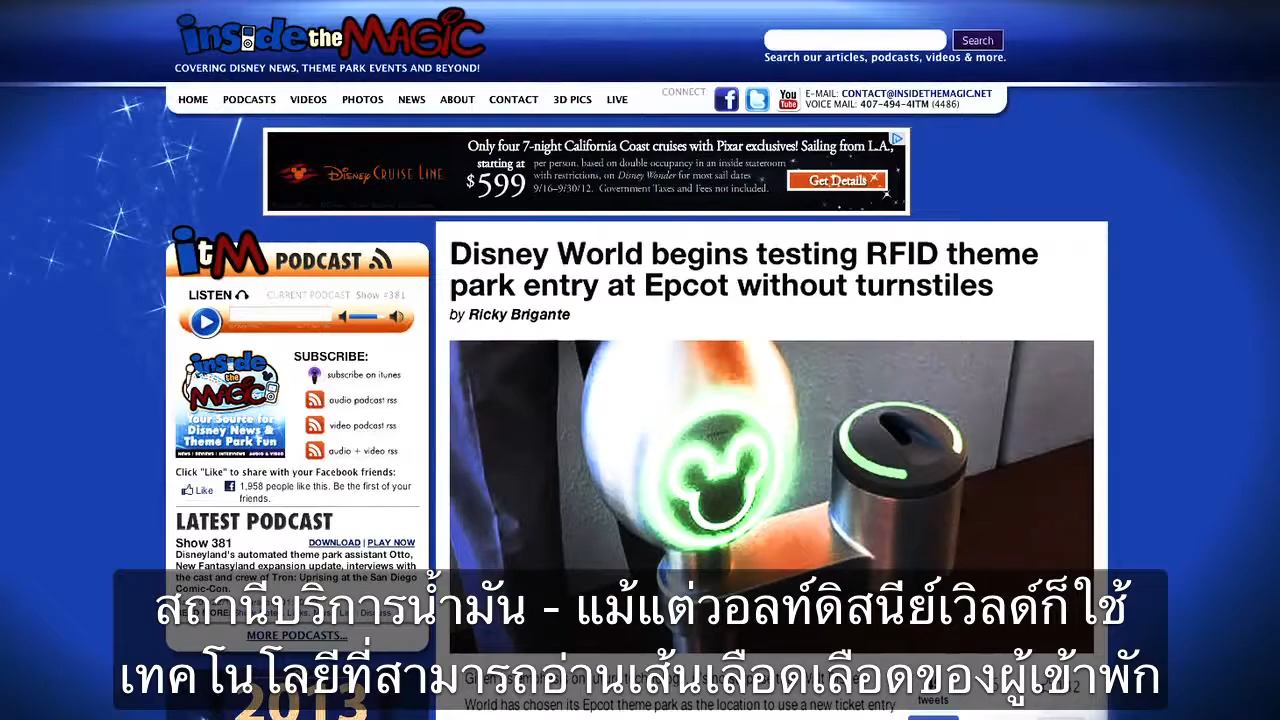 inside the MAGIC
COVERING DISNEY NEWS, THEME PARK EVENTS AND BEYOND!
Search
Search our articles, podcasts, videos & more.
HOME PODCASTS VIDEOS PHOTOS NEWS ABOUT CONTACT 3D PICS LIVE
CONNECT:
You Tube
E-MAIL: CONTACT@INSIDETHEMAGIC.NET
VOICE MAIL: 407-494-4ITM (4486)
DISNEY CRUISE LINE
Only four 7-night California Coast cruises with Pixar exclusives! Sailing from L.A.,
starting at $599
per person, based on double occupancy in an inside stateroom
with restrictions, on Disney Wonder for most sail dates
9/16–9/30/12. Government Taxes and Fees not included.
Get Details
itM PODCAST
LISTEN
CURRENT PODCAST: Show #381
inside the MAGIC
Your Source for
Disney News &
Theme Park Fun
NEWS | REVIEWS | INTERVIEWS AUDIO & VIDEO
SUBSCRIBE:
subscribe on itunes
audio podcast rss
video podcast rss
audio + video rss
Click "Like" to share with your Facebook friends:
Like
1,958 people like this. Be the first of your
friends.
LATEST PODCAST
Show 381
DOWNLOAD | PLAY NOW
Disneyland's automated theme park assistant Otto,
New Fantasyland expansion update, interviews with
the cast and crew of Tron: Uprising at the San Diego
Comic-Con.
MORE PODCASTS...
2013
Disney World begins testing RFID theme
park entry at Epcot without turnstiles
by Ricky Brigante
World has chosen its Epcot theme park as the location to use a new ticket entry
tweets
สถานีบริการน้ำมัน - แม้แต่วอลท์ดิสนีย์เวิลด์ก็ใช้
เทคโนโลยีที่สามารถอ่านเส้นเลือดเลือดของผู้เข้าพัก